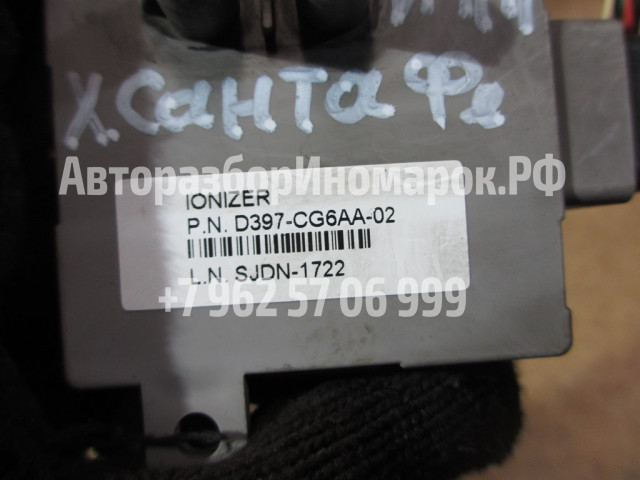 Х. САНТА ФЕ
АвторазборИномарок.РФ
IONIZER
P.N. D397-CG6AA-02
L.N. SJDN-1722
+7 962 57 06 999